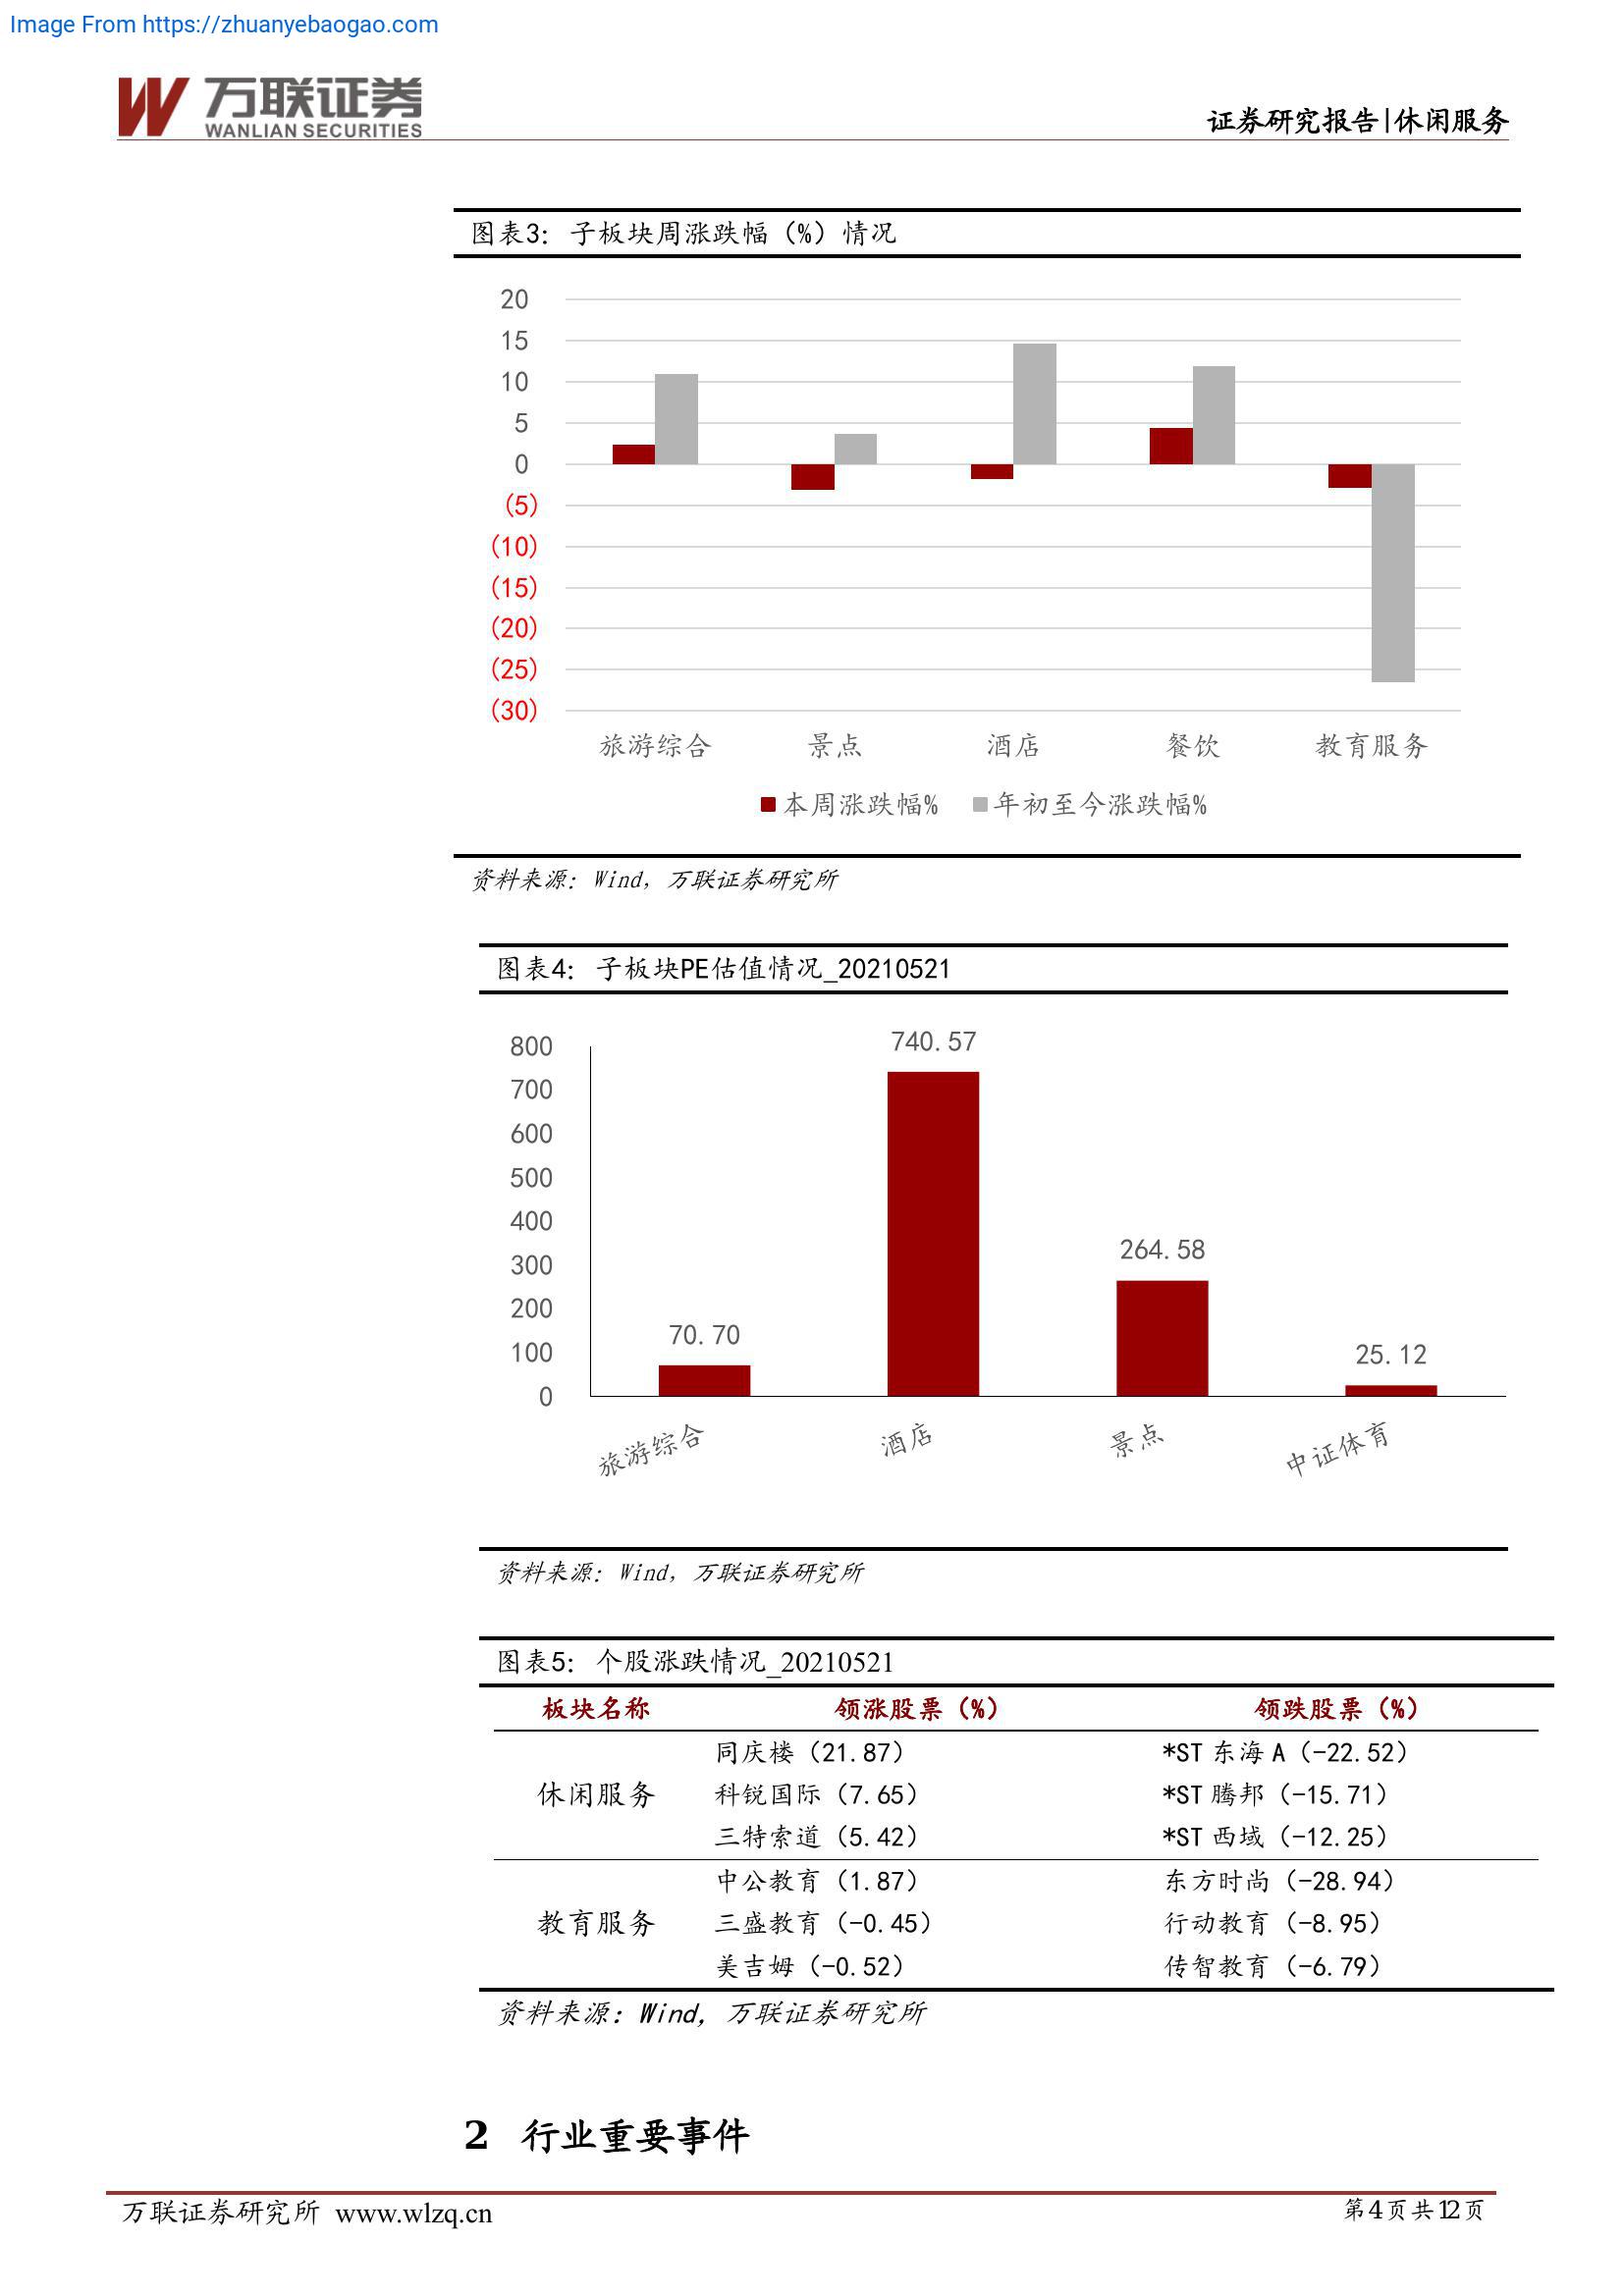 Image From https://zhuanyebaogao.com
万联证券
WANLIAN SECURITIES
证券研究报告|休闲服务
图表3：子板块周涨跌幅（%）情况
20
15
10
5
0
(5)
(10)
(15)
(20)
(25)
(30)
旅游综合 景点 酒店 餐饮 教育服务
本周涨跌幅% 年初至今涨跌幅%
资料来源：Wind，万联证券研究所
图表4：子板块PE估值情况_20210521
800
700
600
500
400
300
200
100
0
70.70 740.57 264.58 25.12
旅游综合 酒店 景点 中证体育
资料来源：Wind，万联证券研究所
图表5：个股涨跌情况_20210521
板块名称 领涨股票（%） 领跌股票（%）
同庆楼（21.87） *ST 东海 A（-22.52）
休闲服务 科锐国际（7.65） *ST 腾邦（-15.71）
三特索道（5.42） *ST 西域（-12.25）
中公教育（1.87） 东方时尚（-28.94）
教育服务 三盛教育（-0.45） 行动教育（-8.95）
美吉姆（-0.52） 传智教育（-6.79）
资料来源：Wind，万联证券研究所
2 行业重要事件
万联证券研究所 www.wlzq.cn 第4页共12页